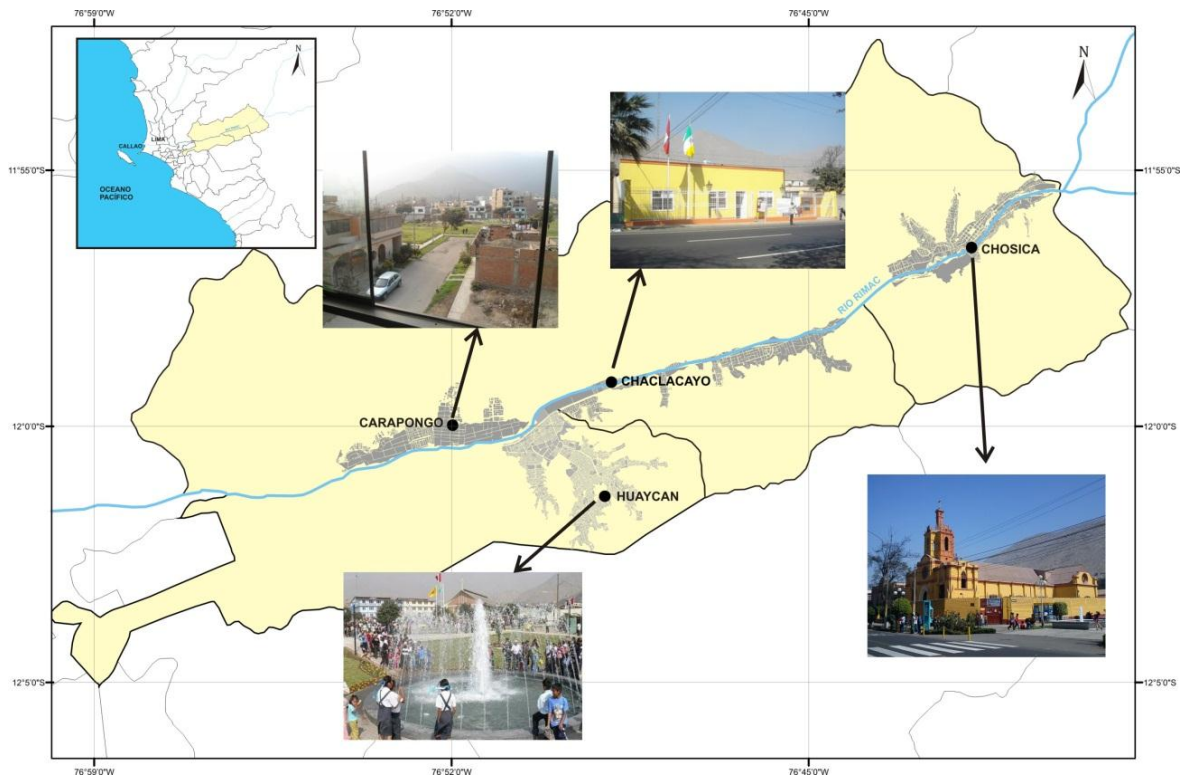 76°59'0"W
76°52'0"W
76°45'0"W
N
LIMA
CALLAO
OCEANO
PACÍFICO
N
11°55'0"S
11°55'0"S
CHOSICA
RIO RIMAC
CHACLACAYO
CARAPONGO
12°0'0"S
12°0'0"S
HUAYCAN
12°5'0"S
12°5'0"S
76°59'0"W
76°52'0"W
76°45'0"W